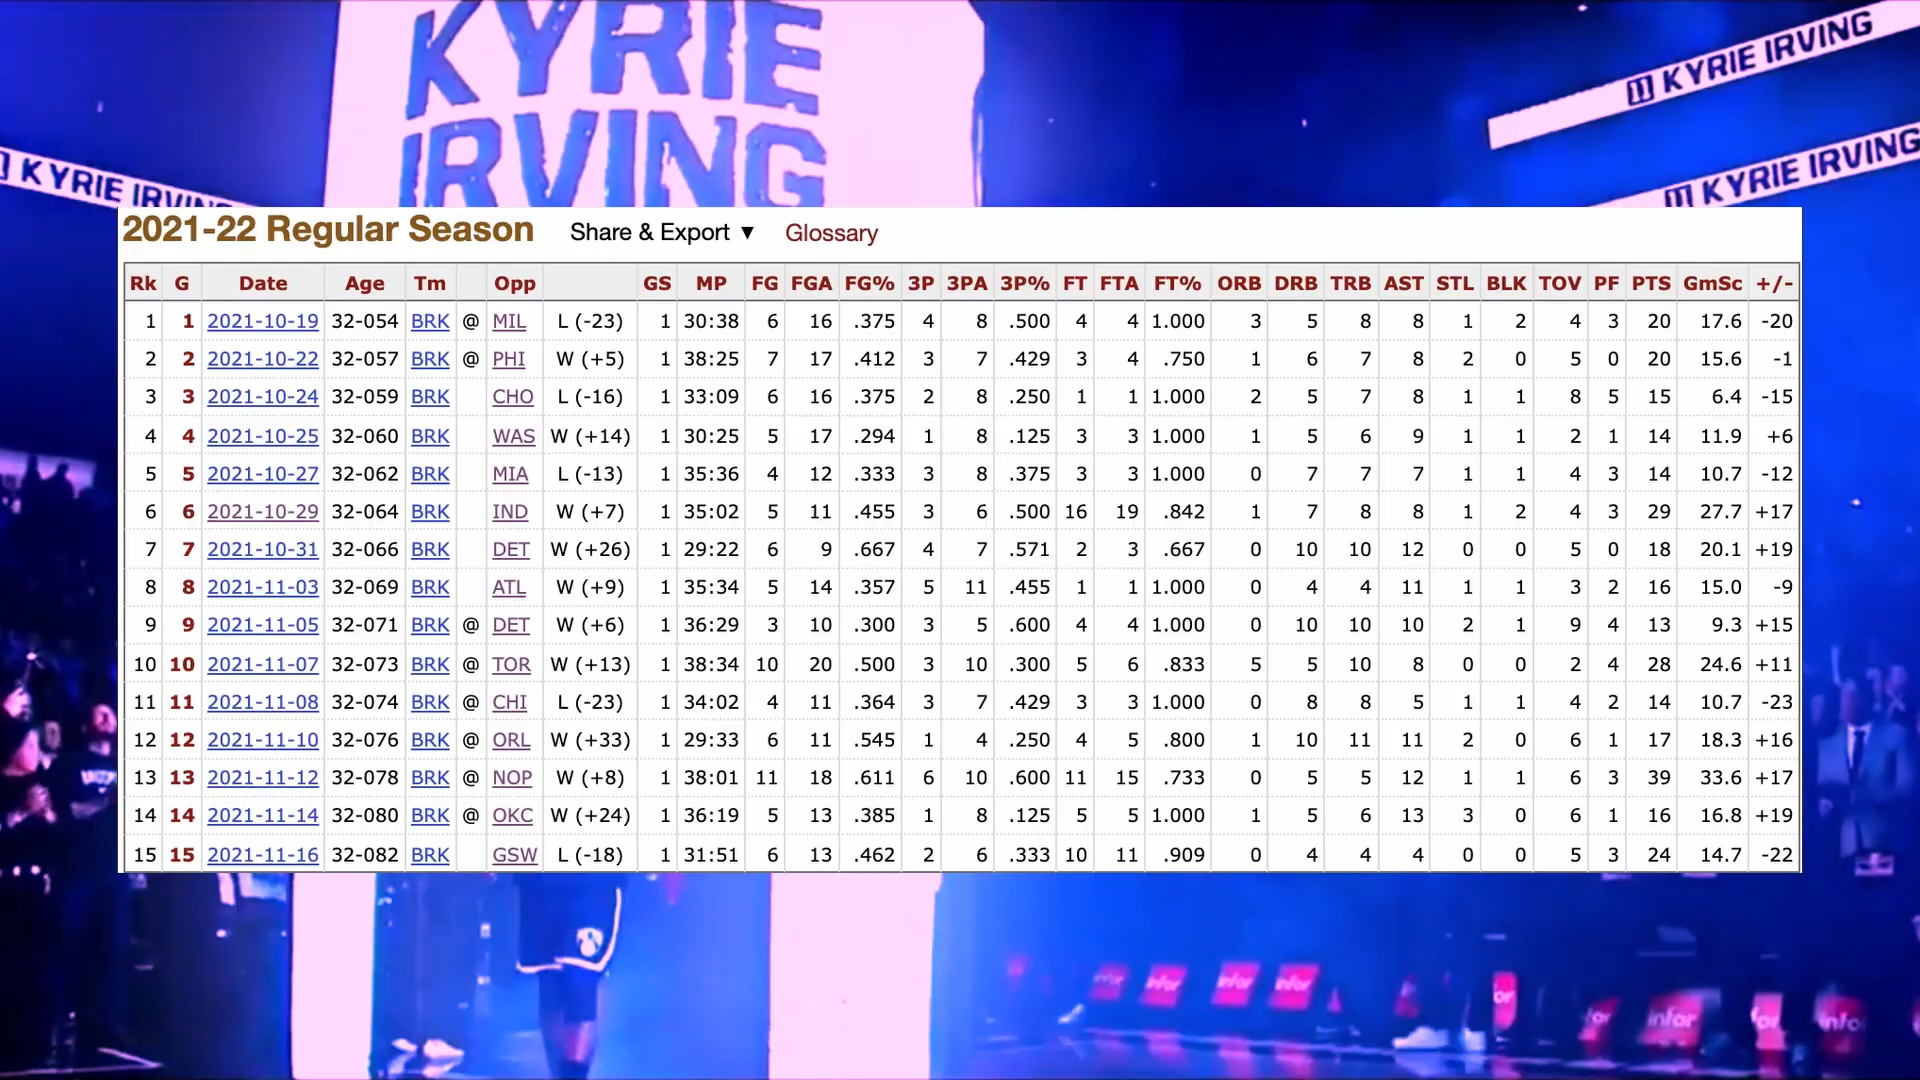 KYRIE
IRVING
[] KYRIE IRVING
[] KYRIE IRVING
] KYRIE IRVING
2021-22 Regular Season Share & Export ▼ Glossary
Rk G Date Age Tm Opp GS MP FG FGA FG% 3P 3PA 3P% FT FTA FT% ORB DRB TRB AST STL BLK TOV PF PTS GmSc +/-
1 1 2021-10-19 32-054 BRK @ MIL L (-23) 1 30:38 6 16 .375 4 8 .500 4 4 1.000 3 5 8 8 1 2 4 3 20 17.6 -20
2 2 2021-10-22 32-057 BRK @ PHI W (+5) 1 38:25 7 17 .412 3 7 .429 3 4 .750 1 6 7 8 2 0 5 0 20 15.6 -1
3 3 2021-10-24 32-059 BRK CHO L (-16) 1 33:09 6 16 .375 2 8 .250 1 1 1.000 2 5 7 8 1 1 8 5 15 6.4 -15
4 4 2021-10-25 32-060 BRK WAS W (+14) 1 30:25 5 17 .294 1 8 .125 3 3 1.000 1 5 6 9 1 1 2 1 14 11.9 +6
5 5 2021-10-27 32-062 BRK MIA L (-13) 1 35:36 4 12 .333 3 8 .375 3 3 1.000 0 7 7 7 1 1 4 3 14 10.7 -12
6 6 2021-10-29 32-064 BRK IND W (+7) 1 35:02 5 11 .455 3 6 .500 16 19 .842 1 7 8 8 1 2 4 3 29 27.7 +17
7 7 2021-10-31 32-066 BRK DET W (+26) 1 29:22 6 9 .667 4 7 .571 2 3 .667 0 10 10 12 0 0 5 0 18 20.1 +19
8 8 2021-11-03 32-069 BRK ATL W (+9) 1 35:34 5 14 .357 5 11 .455 1 1 1.000 0 4 4 11 1 1 3 2 16 15.0 -9
9 9 2021-11-05 32-071 BRK @ DET W (+6) 1 36:29 3 10 .300 3 5 .600 4 4 1.000 0 10 10 10 2 1 9 4 13 9.3 +15
10 10 2021-11-07 32-073 BRK @ TOR W (+13) 1 38:34 10 20 .500 3 10 .300 5 6 .833 5 5 10 8 0 0 2 4 28 24.6 +11
11 11 2021-11-08 32-074 BRK @ CHI L (-23) 1 34:02 4 11 .364 3 7 .429 3 3 1.000 0 8 8 5 1 1 4 2 14 10.7 -23
12 12 2021-11-10 32-076 BRK @ ORL W (+33) 1 29:33 6 11 .545 1 4 .250 4 5 .800 1 10 11 11 2 0 6 1 17 18.3 +16
13 13 2021-11-12 32-078 BRK @ NOP W (+8) 1 38:01 11 18 .611 6 10 .600 11 15 .733 0 5 5 12 1 1 6 3 39 33.6 +17
14 14 2021-11-14 32-080 BRK @ OKC W (+24) 1 36:19 5 13 .385 1 8 .125 5 5 1.000 1 5 6 13 3 0 6 1 16 16.8 +19
15 15 2021-11-16 32-082 BRK GSW L (-18) 1 31:51 6 13 .462 2 6 .333 10 11 .909 0 4 4 4 0 0 5 3 24 14.7 -22
infor infor infor infor
infor